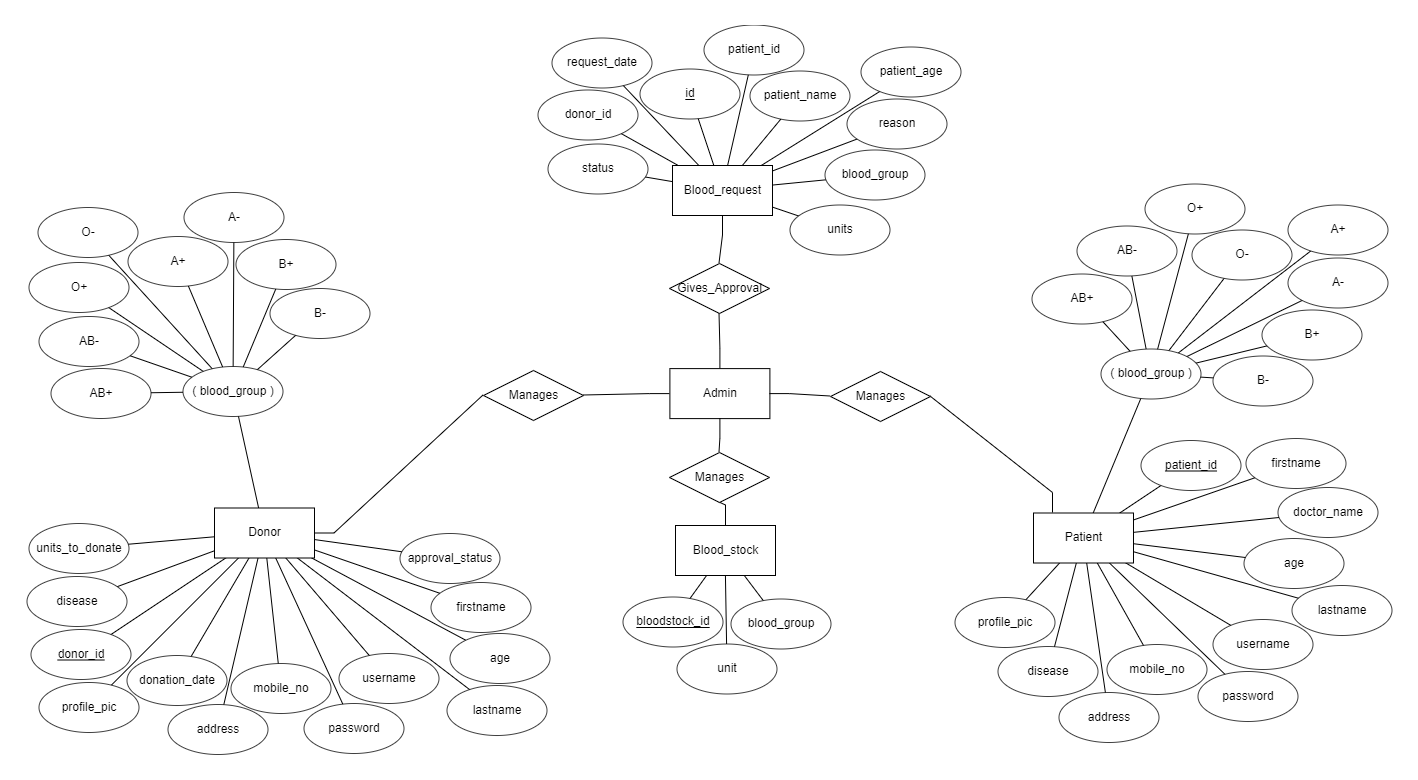 patient_id
request_date
patient_age
id
patient_name
donor_id
reason
status
blood_group
Blood_request
units
Gives_Approval
A-
O-
A+
B+
O+
B-
AB-
AB+
( blood_group )
O+
A+
AB-
O-
A-
AB+
B+
( blood_group )
B-
Manages
Admin
Manages
Manages
Donor
units_to_donate
approval_status
disease
firstname
donor_id
age
donation_date
username
mobile_no
profile_pic
lastname
address
password
Blood_stock
bloodstock_id
blood_group
unit
patient_id
firstname
doctor_name
Patient
age
lastname
profile_pic
username
disease
mobile_no
password
address